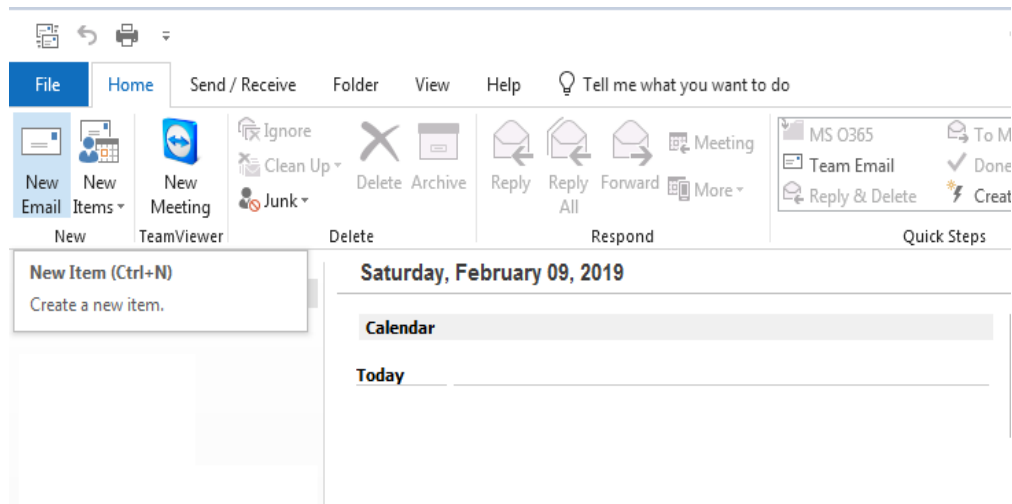 File Home Send / Receive Folder View Help Tell me what you want to do
New Email
New Items
New Meeting
Ignore
Clean Up
Junk
Delete Archive
Reply
Reply All
Forward
Meeting
More
MS O365
Team Email
Reply & Delete
To M
Done
Creat
New TeamViewer Delete Respond Quick Steps
New Item (Ctrl+N)
Create a new item.
Saturday, February 09, 2019
Calendar
Today